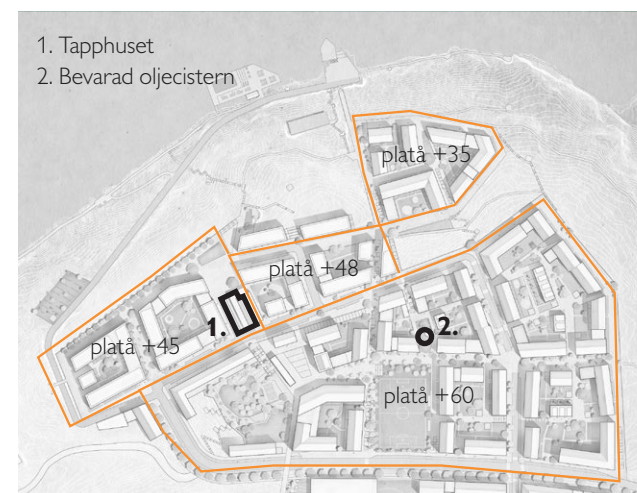 1. Tapphuset
2. Bevarad oljecistern
platå +35
platå +48
1.
2.
platå +45
platå +60